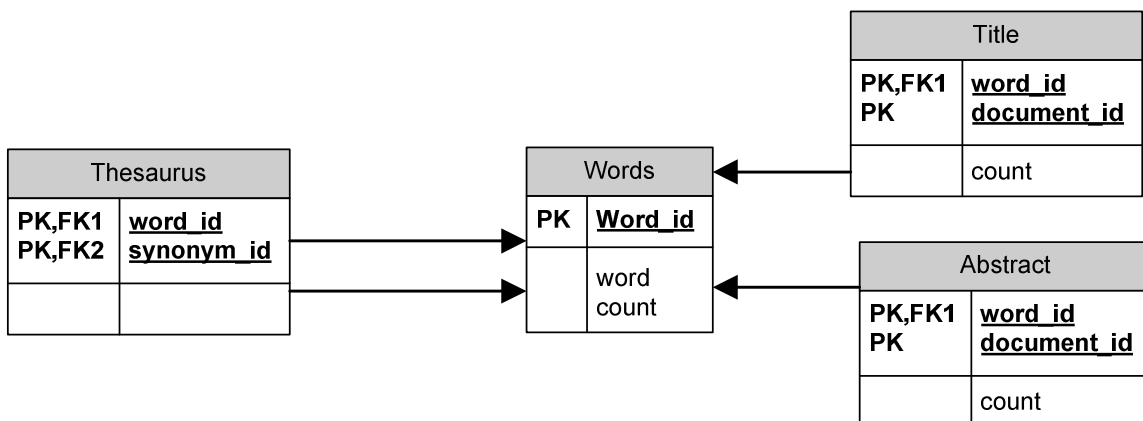 Thesaurus
PK,FK1 word_id
PK,FK2 synonym_id
Words
PK Word_id
word
count
Title
PK,FK1 word_id
PK document_id
count
Abstract
PK,FK1 word_id
PK document_id
count